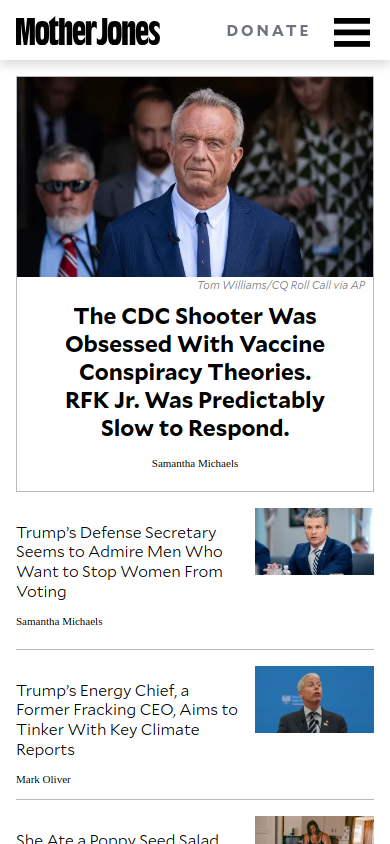 Mother Jones
DONATE
Tom Williams/CQ Roll Call via AP
The CDC Shooter Was
Obsessed With Vaccine
Conspiracy Theories.
RFK Jr. Was Predictably
Slow to Respond.
Samantha Michaels
Trump’s Defense Secretary
Seems to Admire Men Who
Want to Stop Women From
Voting
Samantha Michaels
Trump’s Energy Chief, a
Former Fracking CEO, Aims to
Tinker With Key Climate
Reports
Mark Oliver
She Ate a Poppy Seed Salad